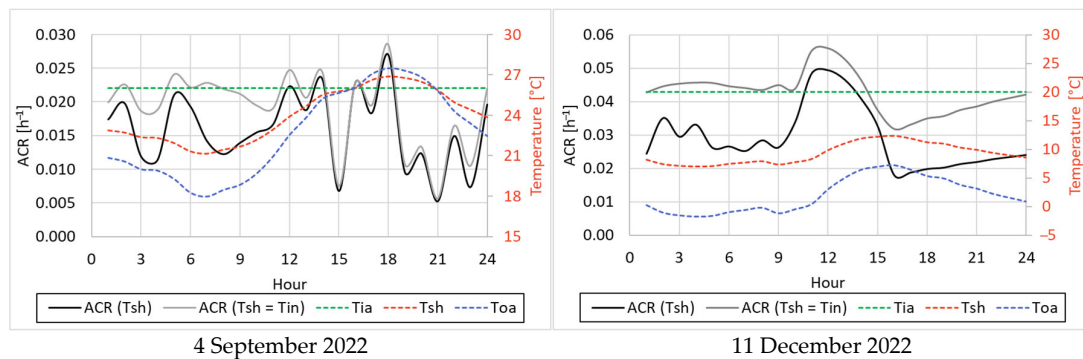 0.030
0.025
0.020
0.015
0.010
0.005
0.000
ACR [h⁻¹]
30
27
24
21
18
15
Temperature [°C]
0 3 6 9 12 15 18 21 24
Hour
ACR (Tsh) ACR (Tsh = Tin) Tia Tsh Toa
4 September 2022
0.06
0.05
0.04
0.03
0.02
0.01
0.00
ACR [h⁻¹]
30
25
20
15
10
5
0
−5
Temperature [°C]
0 3 6 9 12 15 18 21 24
Hour
ACR (Tsh) ACR (Tsh = Tin) Tia Tsh Toa
11 December 2022